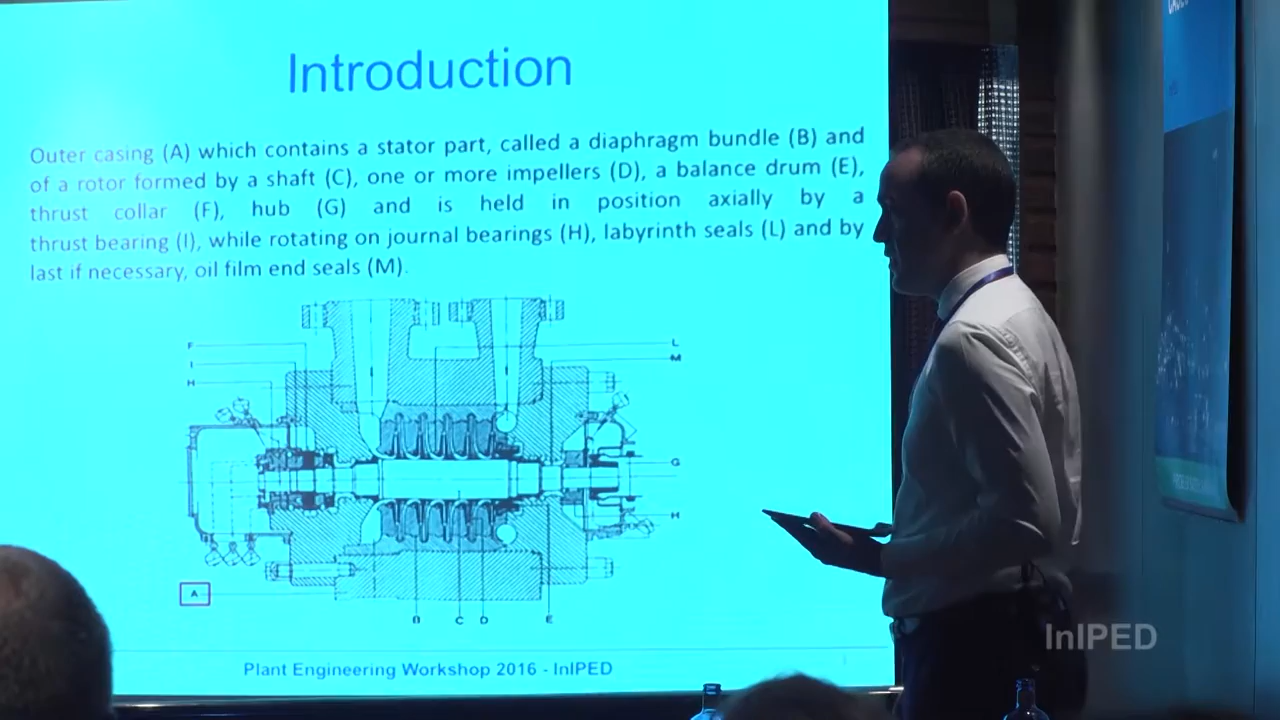 Introduction
Outer casing (A) which contains a stator part, called a diaphragm bundle (B) and
of a rotor formed by a shaft (C), one or more impellers (D), a balance drum (E),
thrust collar (F), hub (G) and is held in position axially by a
thrust bearing (I), while rotating on journal bearings (H), labyrinth seals (L) and by
last if necessary, oil film end seals (M).
F
I
H
L
M
G
H
A
B
C
D
E
Plant Engineering Workshop 2016 - InIPED
InIPED